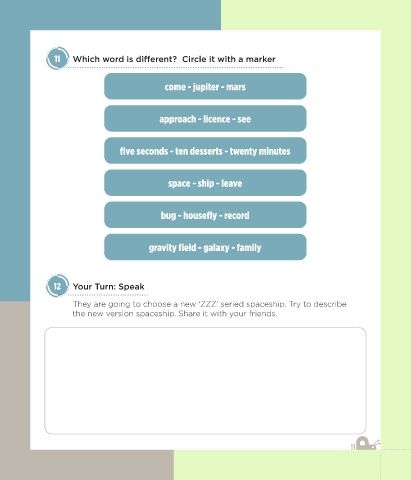 11 Which word is different? Circle it with a marker
come - jupiter - mars
approach - licence - see
five seconds - ten desserts - twenty minutes
space - ship - leave
bug - housefly - record
gravity field - galaxy - family
12 Your Turn: Speak
They are going to choose a new ‘ZZZ’ seried spaceship. Try to describe
the new version spaceship. Share it with your friends.
11